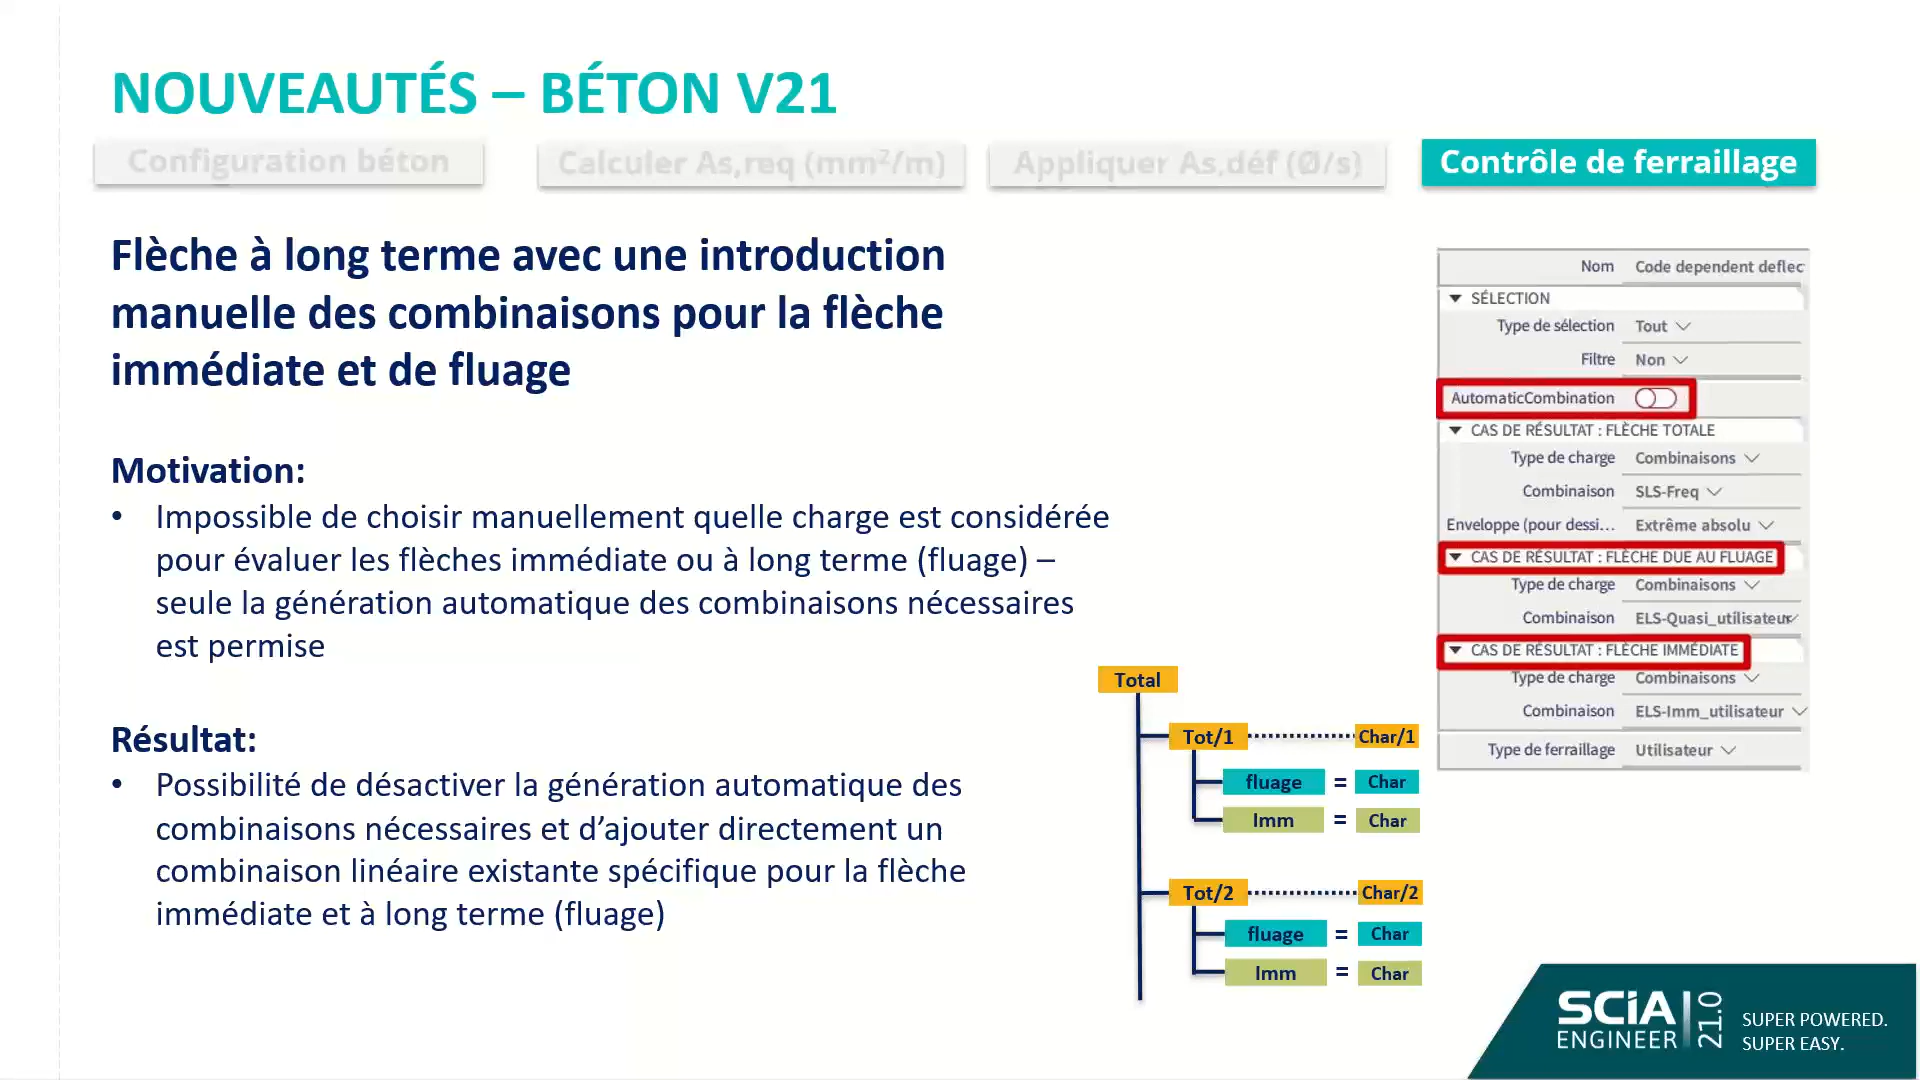 NOUVEAUTÉS – BÉTON V21
Configuration béton
Calculer As,req (mm²/m)
Appliquer As,déf (Ø/s)
Contrôle de ferraillage
Flèche à long terme avec une introduction
manuelle des combinaisons pour la flèche
immédiate et de fluage
Motivation:
• Impossible de choisir manuellement quelle charge est considérée
pour évaluer les flèches immédiate ou à long terme (fluage) –
seule la génération automatique des combinaisons nécessaires
est permise
Résultat:
• Possibilité de désactiver la génération automatique des
combinaisons nécessaires et d’ajouter directement un
combinaison linéaire existante spécifique pour la flèche
immédiate et à long terme (fluage)
Total
Tot/1 Char/1
fluage = Char
Imm = Char
Tot/2 Char/2
fluage = Char
Imm = Char
Nom Code dependent deflec
SÉLECTION
Type de sélection Tout
Filtre Non
AutomaticCombination
CAS DE RÉSULTAT : FLÈCHE TOTALE
Type de charge Combinaisons
Combinaison SLS-Freq
Enveloppe (pour dessi... Extrême absolu
CAS DE RÉSULTAT : FLÈCHE DUE AU FLUAGE
Type de charge Combinaisons
Combinaison ELS-Quasi_utilisateur
CAS DE RÉSULTAT : FLÈCHE IMMÉDIATE
Type de charge Combinaisons
Combinaison ELS-Imm_utilisateur
Type de ferraillage Utilisateur
SCiA
ENGINEER
21.0
SUPER POWERED.
SUPER EASY.